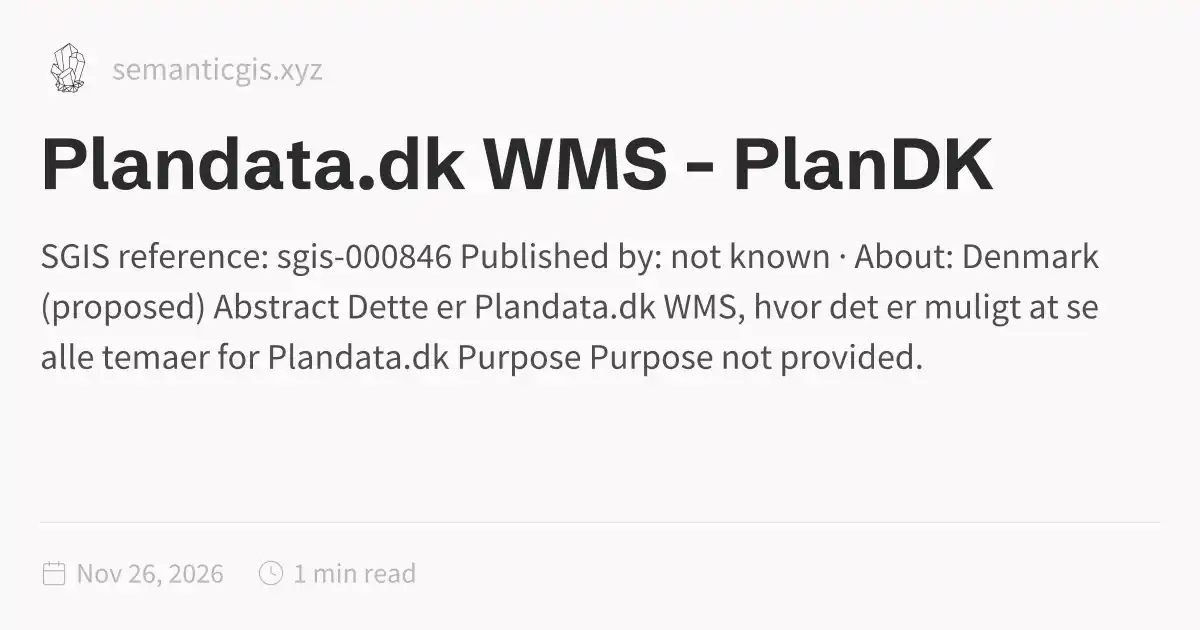 semanticgis.xyz
Plandata.dk WMS - PlanDK
SGIS reference: sgis-000846 Published by: not known · About: Denmark
(proposed) Abstract Dette er Plandata.dk WMS, hvor det er muligt at se
alle temaer for Plandata.dk Purpose Purpose not provided.
Nov 26, 2026 1 min read